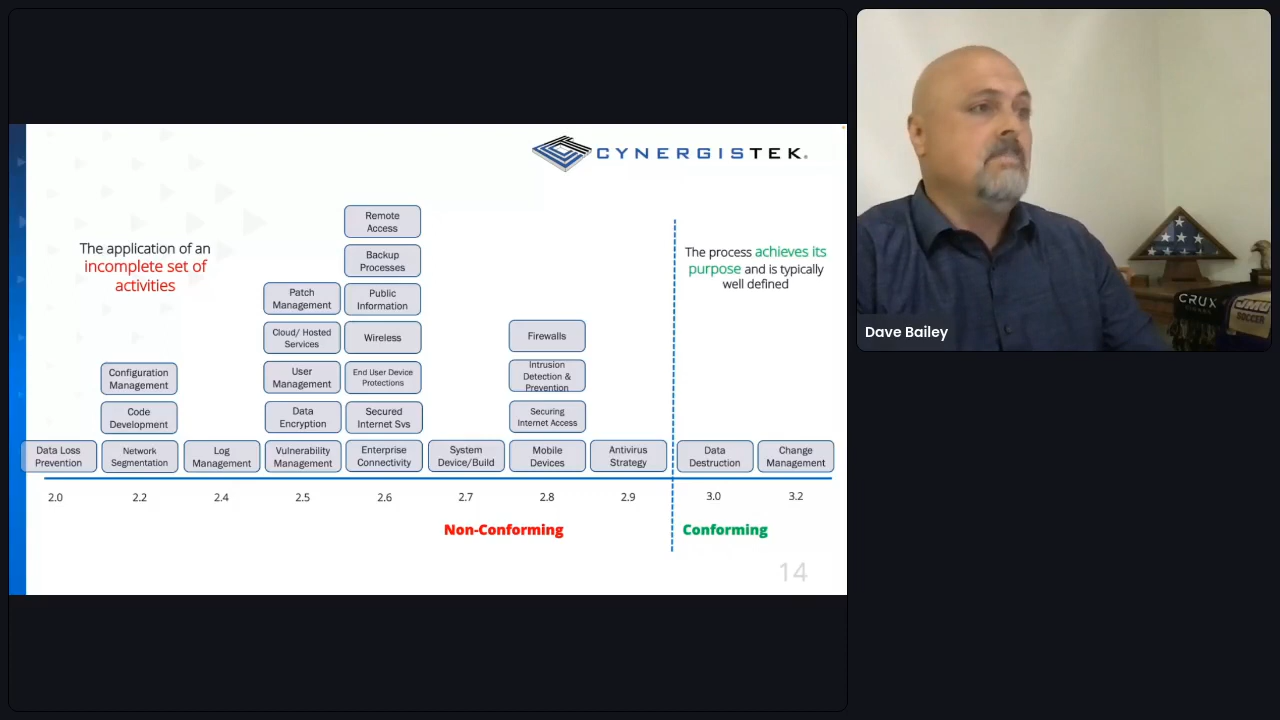 CYNERGISTEK.
The application of an
incomplete set of
activities
The process achieves its
purpose and is typically
well defined
Remote
Access
Backup
Processes
Patch
Management
Public
Information
Cloud/ Hosted
Services
Wireless
Firewalls
Configuration
Management
User
Management
End User Device
Protections
Intrusion
Detection &
Prevention
Code
Development
Data
Encryption
Secured
Internet Svs
Securing
Internet Access
Data Loss
Prevention
Network
Segmentation
Log
Management
Vulnerability
Management
Enterprise
Connectivity
System
Device/Build
Mobile
Devices
Antivirus
Strategy
Data
Destruction
Change
Management
2.0 2.2 2.4 2.5 2.6 2.7 2.8 2.9 3.0 3.2
Non-Conforming
Conforming
14
CRUX
JMU
SOCCER
Dave Bailey